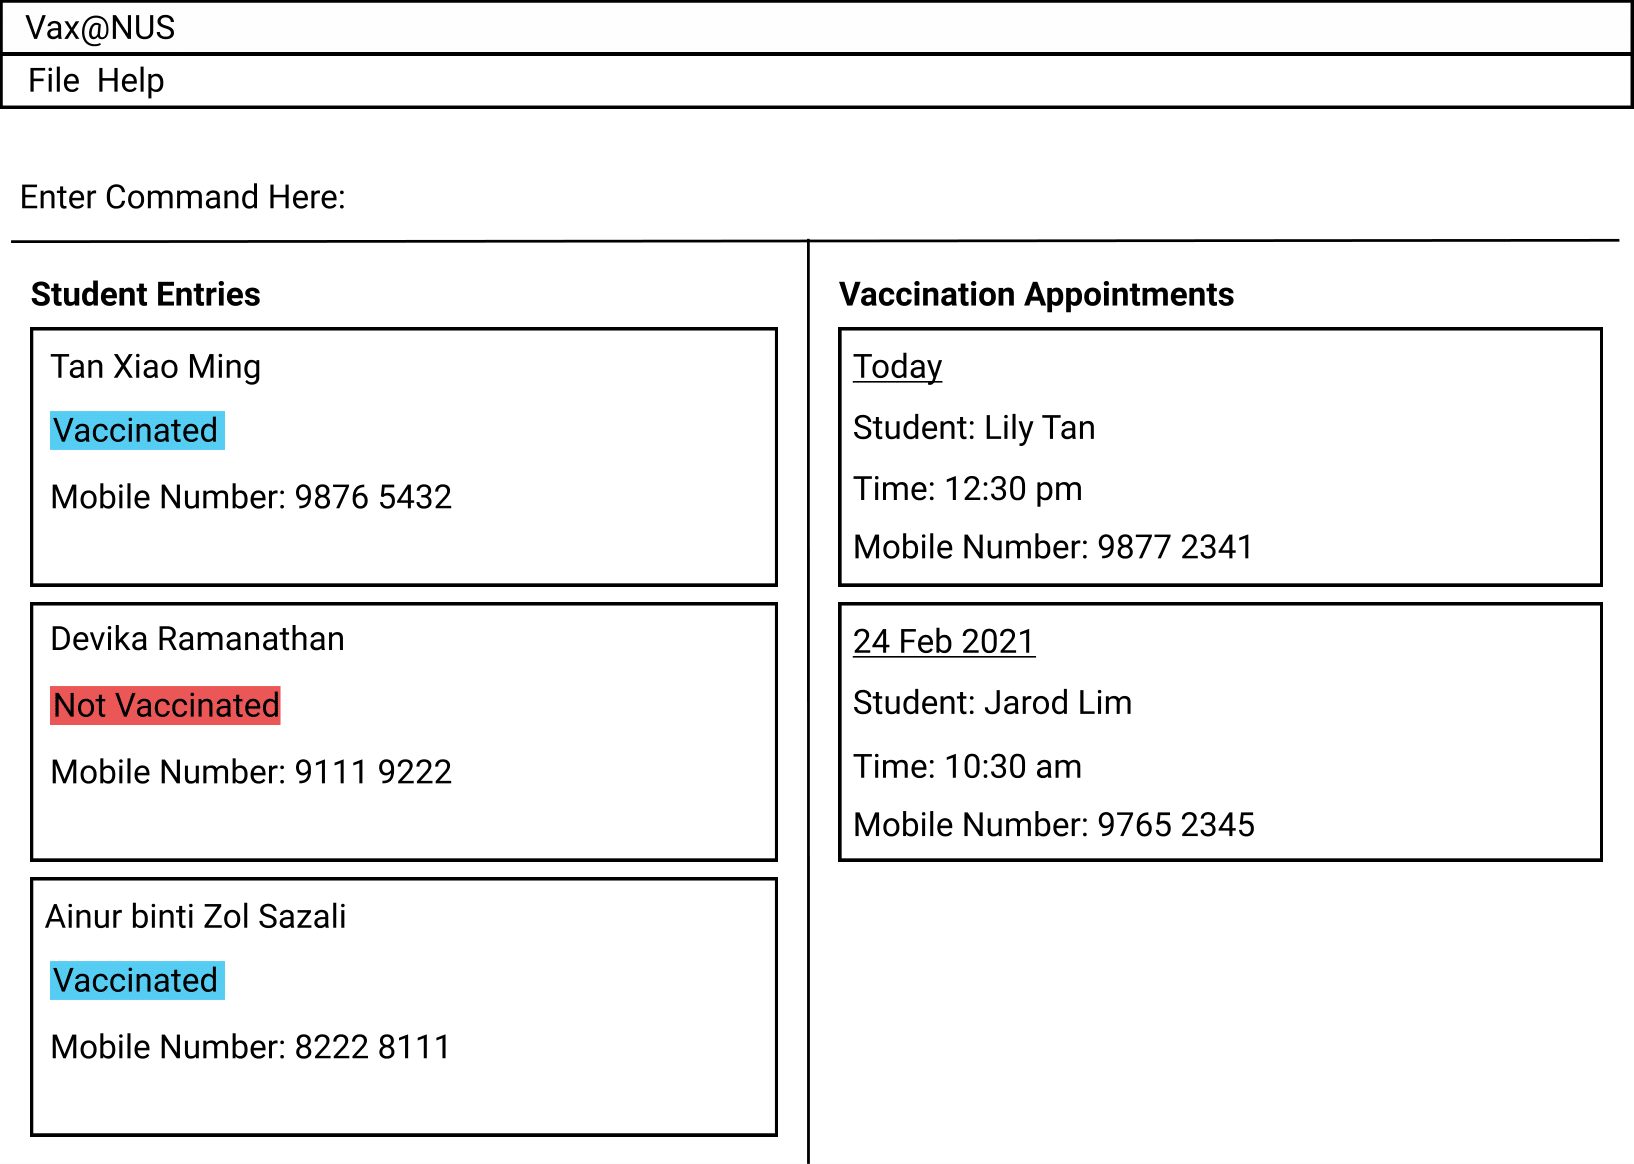 Vax@NUS
File Help
Enter Command Here:
Student Entries
Tan Xiao Ming
Vaccinated
Mobile Number: 9876 5432
Devika Ramanathan
Not Vaccinated
Mobile Number: 9111 9222
Ainur binti Zol Sazali
Vaccinated
Mobile Number: 8222 8111
Vaccination Appointments
Today
Student: Lily Tan
Time: 12:30 pm
Mobile Number: 9877 2341
24 Feb 2021
Student: Jarod Lim
Time: 10:30 am
Mobile Number: 9765 2345